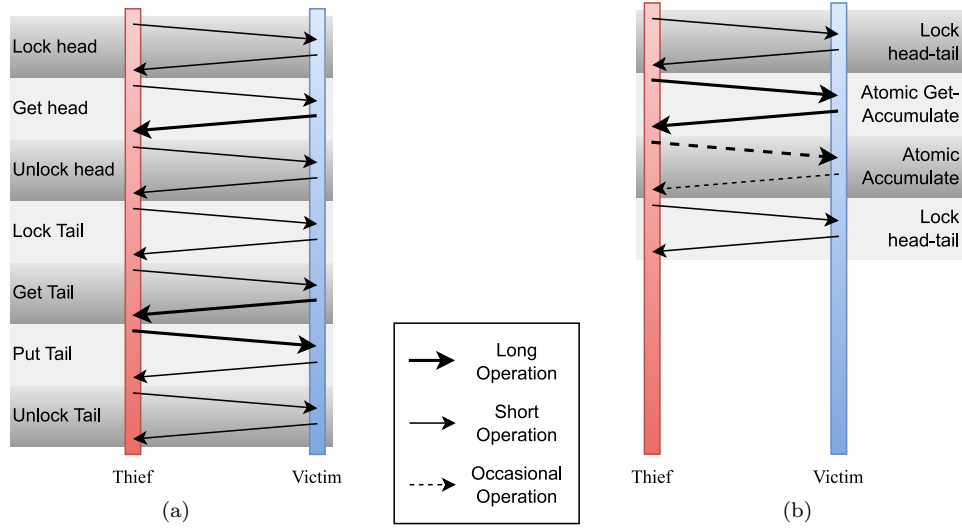 Lock head
Get head
Unlock head
Lock Tail
Get Tail
Put Tail
Unlock Tail
Thief
Victim
(a)
Long
Operation
Short
Operation
Occasional
Operation
Lock
head-tail
Atomic Get-
Accumulate
Atomic
Accumulate
Lock
head-tail
Thief
Victim
(b)